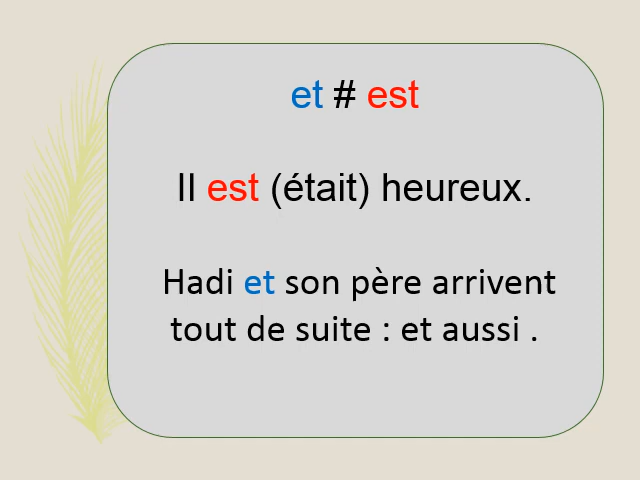 et # est
Il est (était) heureux.
Hadi et son père arrivent
tout de suite : et aussi .